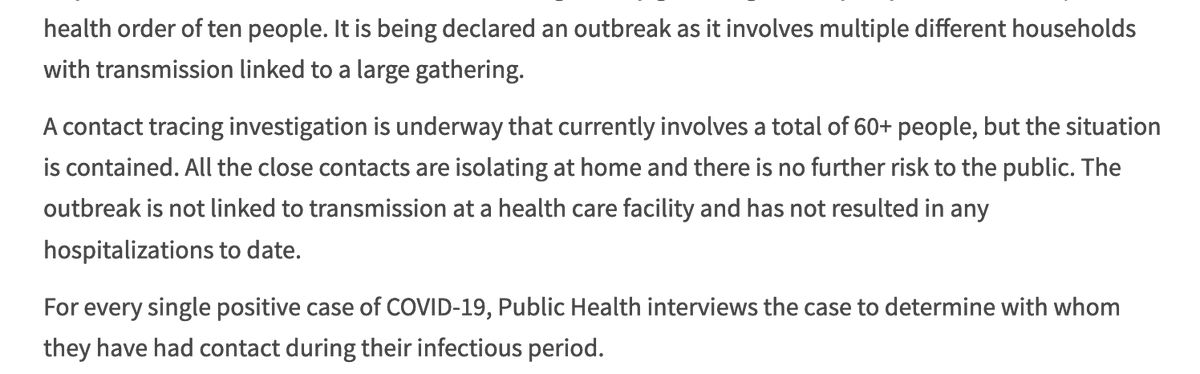 health order of ten people. It is being declared an outbreak as it involves multiple different households
with transmission linked to a large gathering.
A contact tracing investigation is underway that currently involves a total of 60+ people, but the situation
is contained. All the close contacts are isolating at home and there is no further risk to the public. The
outbreak is not linked to transmission at a health care facility and has not resulted in any
hospitalizations to date.
For every single positive case of COVID-19, Public Health interviews the case to determine with whom
they have had contact during their infectious period.